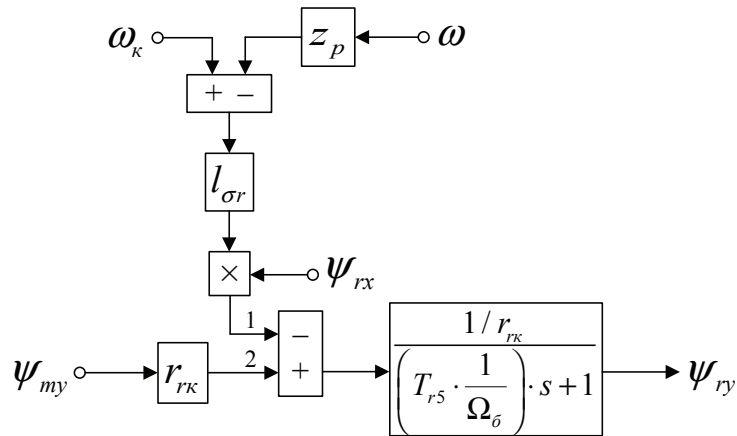 ω_к z_p ω
+ −
l_σr
× ψ_rx
1 −
ψ_my r_rк 2 +
1 / r_rк
(T_r5 · 1/Ω_б) · s + 1
ψ_ry